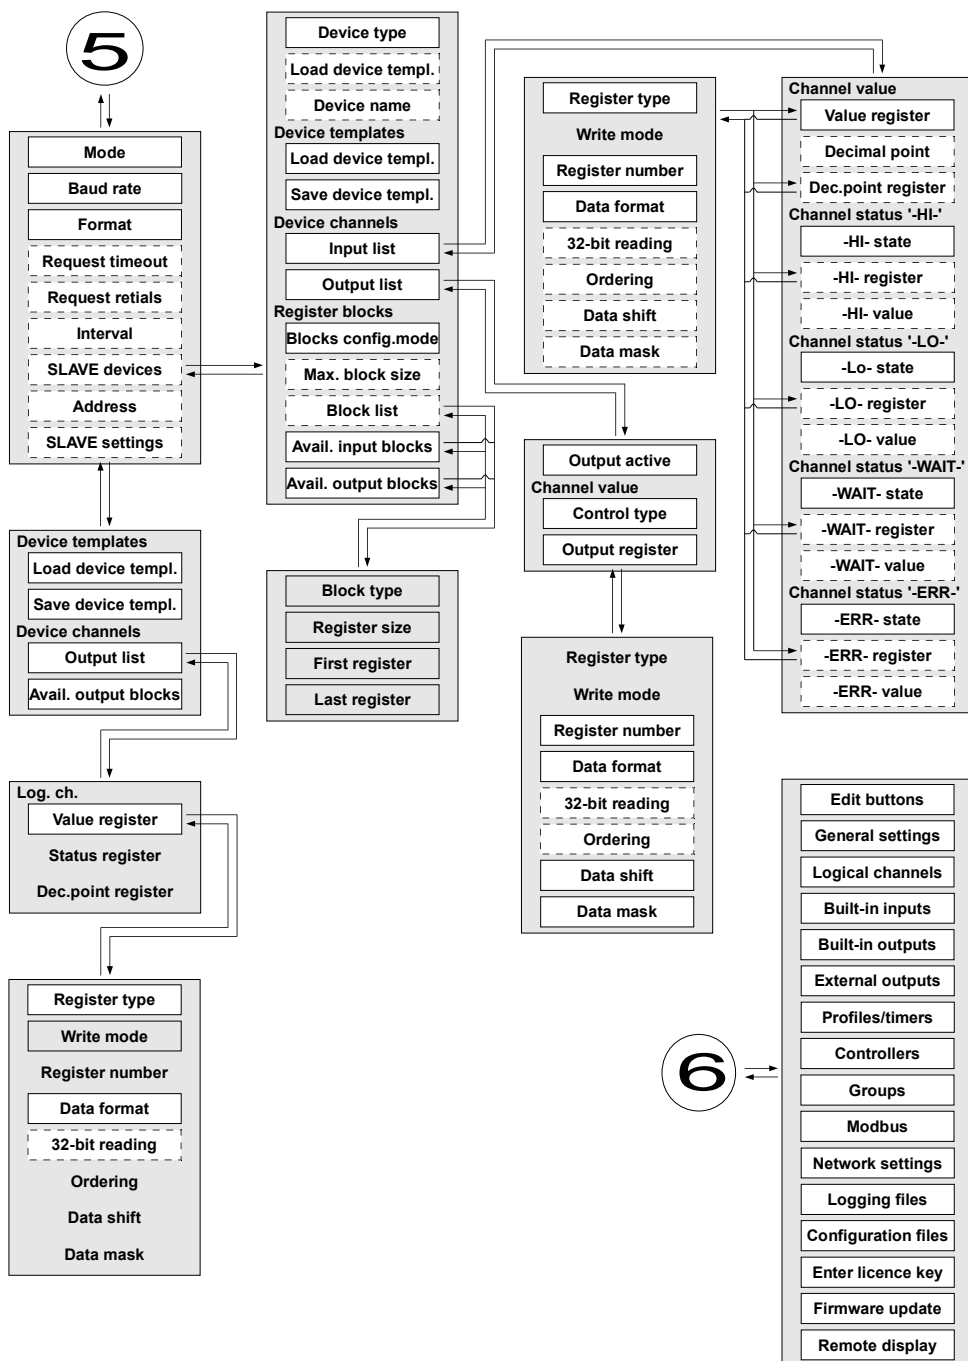 5
Mode
Baud rate
Format
Request timeout
Request retials
Interval
SLAVE devices
Address
SLAVE settings
Device templates
Load device templ.
Save device templ.
Device channels
Output list
Avail. output blocks
Log. ch.
Value register
Status register
Dec.point register
Register type
Write mode
Register number
Data format
32-bit reading
Ordering
Data shift
Data mask
Device type
Load device templ.
Device name
Device templates
Load device templ.
Save device templ.
Device channels
Input list
Output list
Register blocks
Blocks config.mode
Max. block size
Block list
Avail. input blocks
Avail. output blocks
Block type
Register size
First register
Last register
Register type
Write mode
Register number
Data format
32-bit reading
Ordering
Data shift
Data mask
Output active
Channel value
Control type
Output register
Register type
Write mode
Register number
Data format
32-bit reading
Ordering
Data shift
Data mask
Channel value
Value register
Decimal point
Dec.point register
Channel status '-HI-'
-HI- state
-HI- register
-HI- value
Channel status '-LO-'
-Lo- state
-LO- register
-LO- value
Channel status '-WAIT-'
-WAIT- state
-WAIT- register
-WAIT- value
Channel status '-ERR-'
-ERR- state
-ERR- register
-ERR- value
6
Edit buttons
General settings
Logical channels
Built-in inputs
Built-in outputs
External outputs
Profiles/timers
Controllers
Groups
Modbus
Network settings
Logging files
Configuration files
Enter licence key
Firmware update
Remote display